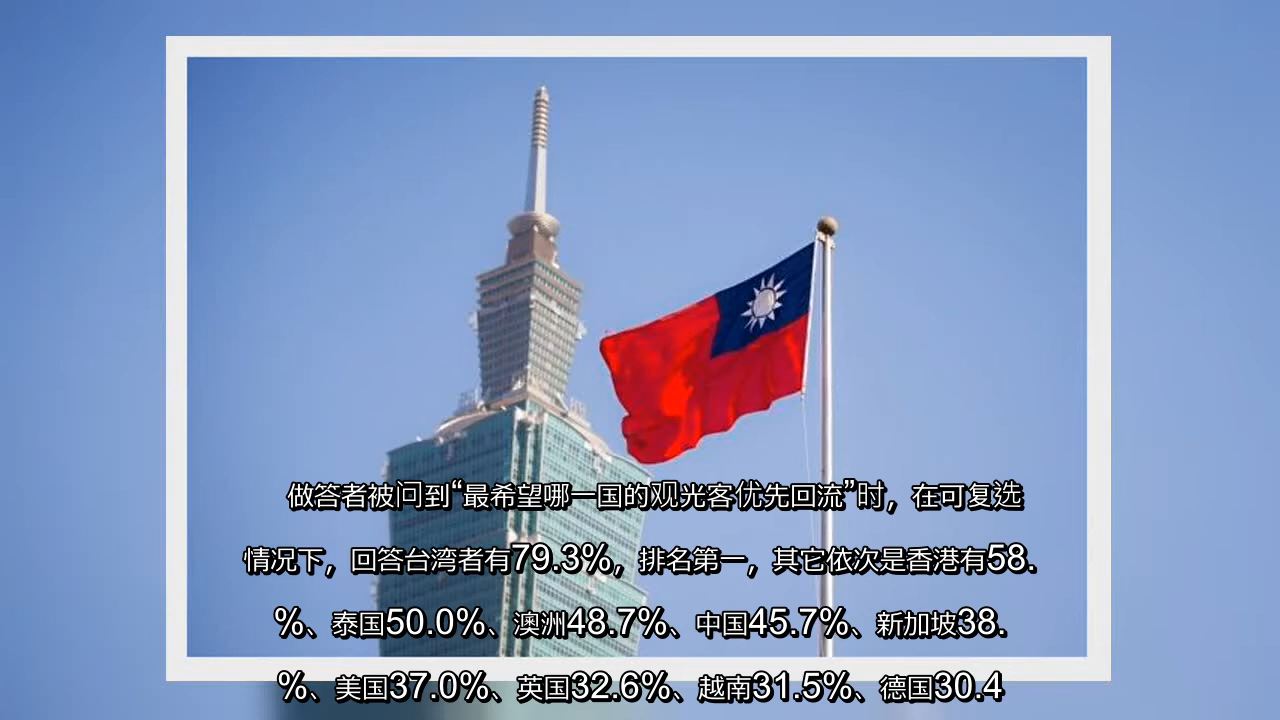 做答者被问到“最希望哪一国的观光客优先回流”时，在可复选
情况下，回答台湾者有79.3%，排名第一，其它依次是香港有58.
%、泰国50.0%、澳洲48.7%、中国45.7%、新加坡38.
%、美国37.0%、英国32.6%、越南31.5%、德国30.4